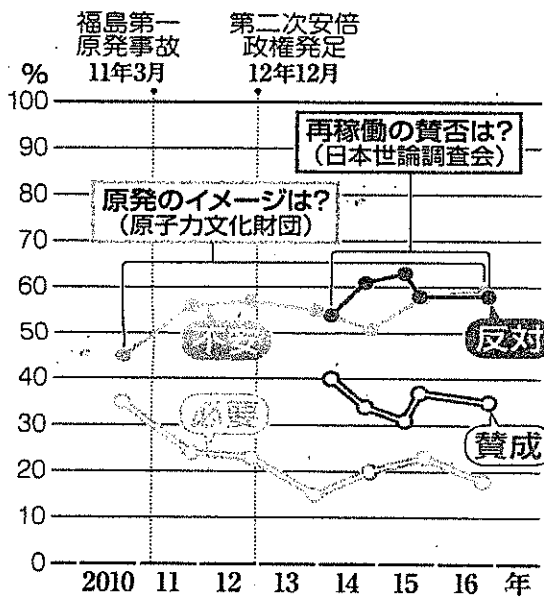 福島第一
原発事故
11年3月
第二次安倍
政権発足
12年12月
%
100
90
80
70
60
50
40
30
20
10
0
再稼働の賛否は?
(日本世論調査会)
原発のイメージは?
(原子力文化財団)
不安
反対
必要
賛成
2010 11 12 13 14 15 16 年